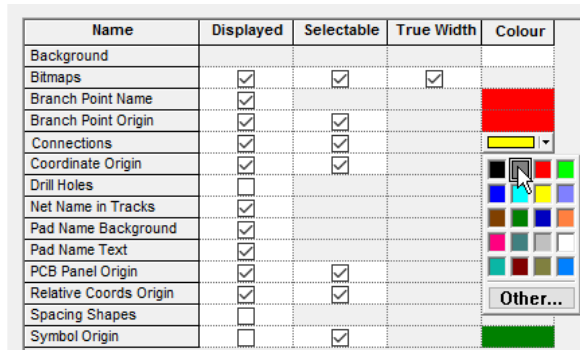 Name Displayed Selectable True Width Colour
Background
Bitmaps
Branch Point Name
Branch Point Origin
Connections
Coordinate Origin
Drill Holes
Net Name in Tracks
Pad Name Background
Pad Name Text
PCB Panel Origin
Relative Coords Origin
Other...
Spacing Shapes
Symbol Origin